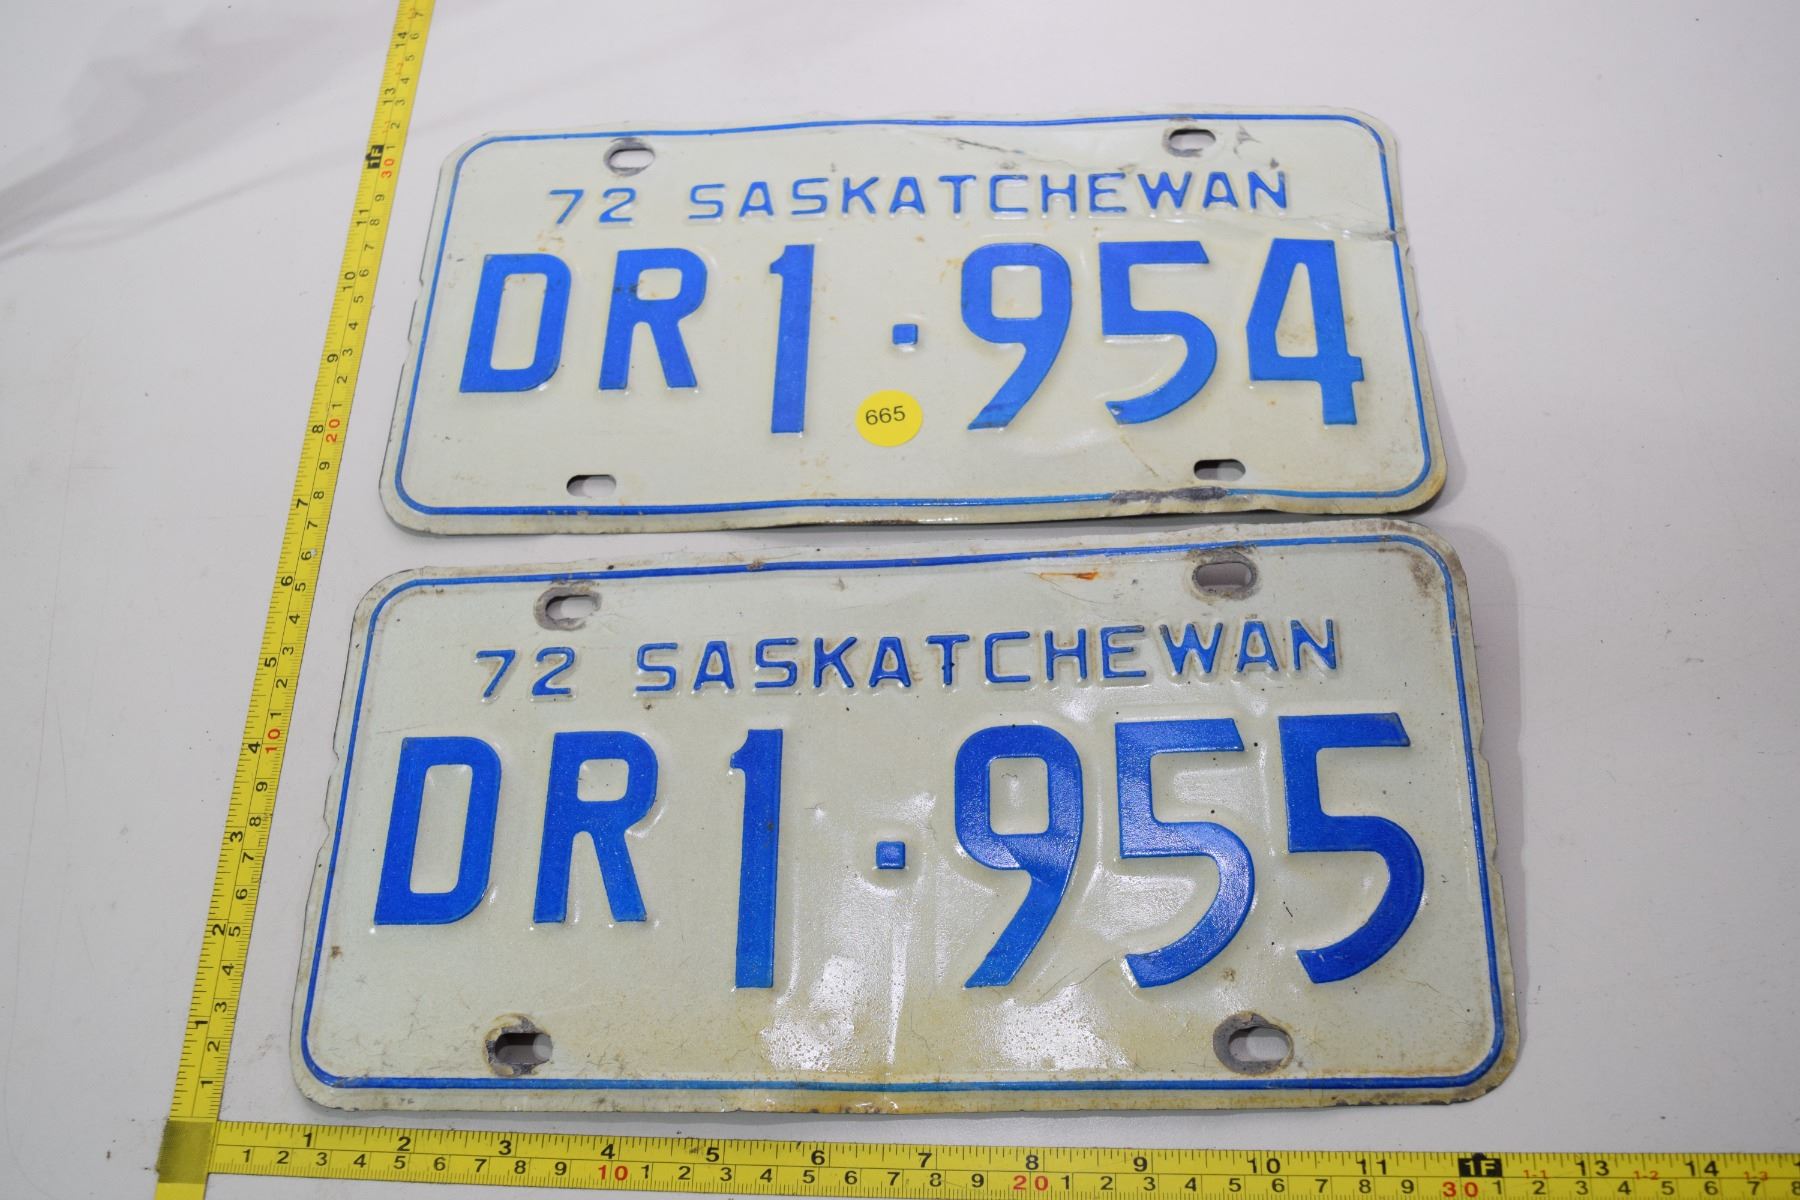 72 SASKATCHEWAN
DR1·954
665
72 SASKATCHEWAN
DR1·955